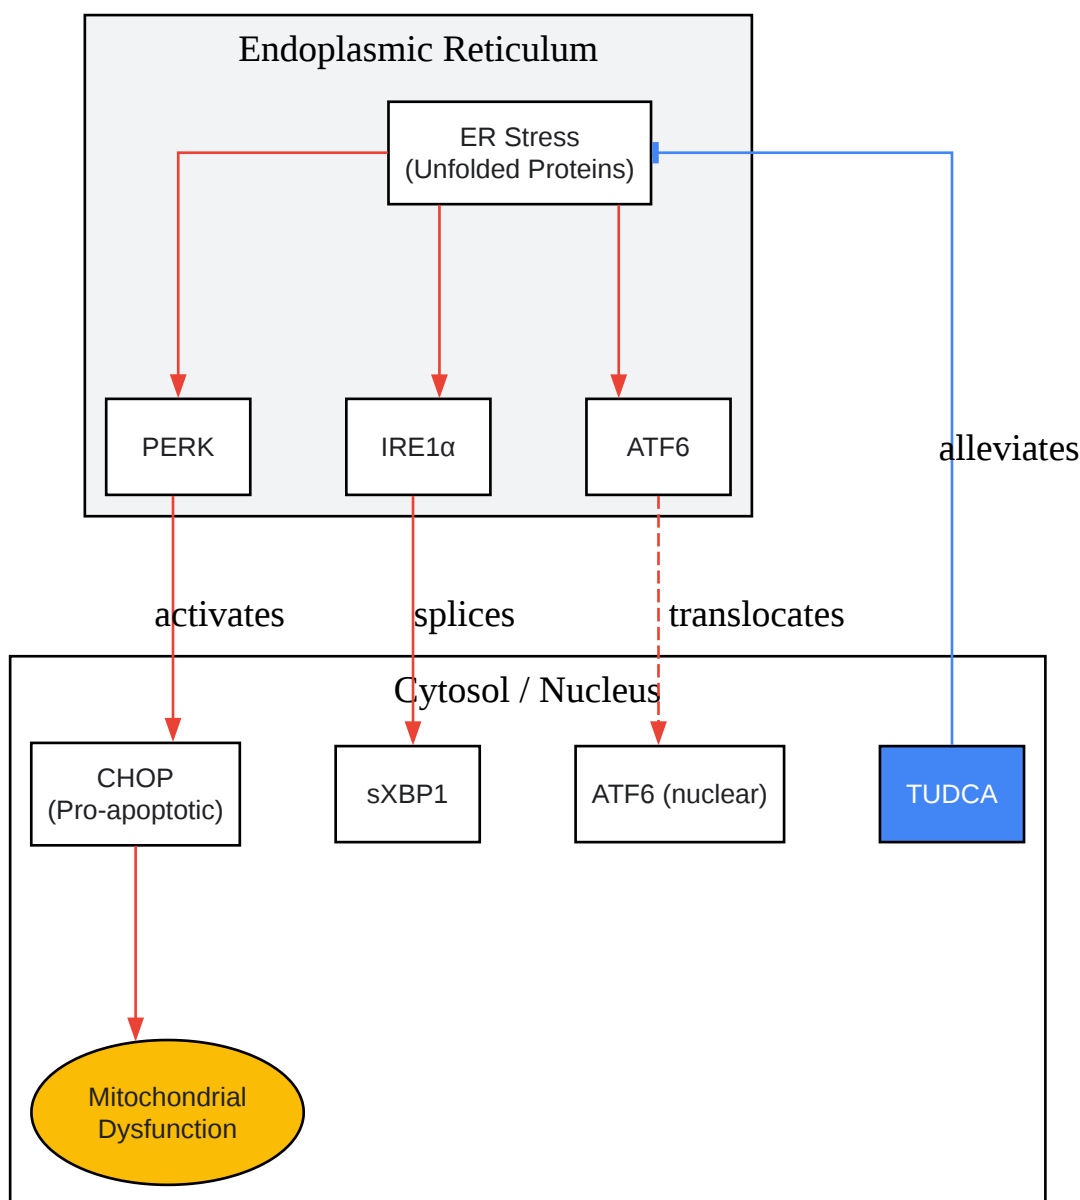 Endoplasmic Reticulum
ER Stress
(Unfolded Proteins)
PERK
IRE1α
ATF6
alleviates
activates
splices
translocates
Cytosol / Nucleus
CHOP
(Pro-apoptotic)
sXBP1
ATF6 (nuclear)
TUDCA
Mitochondrial
Dysfunction